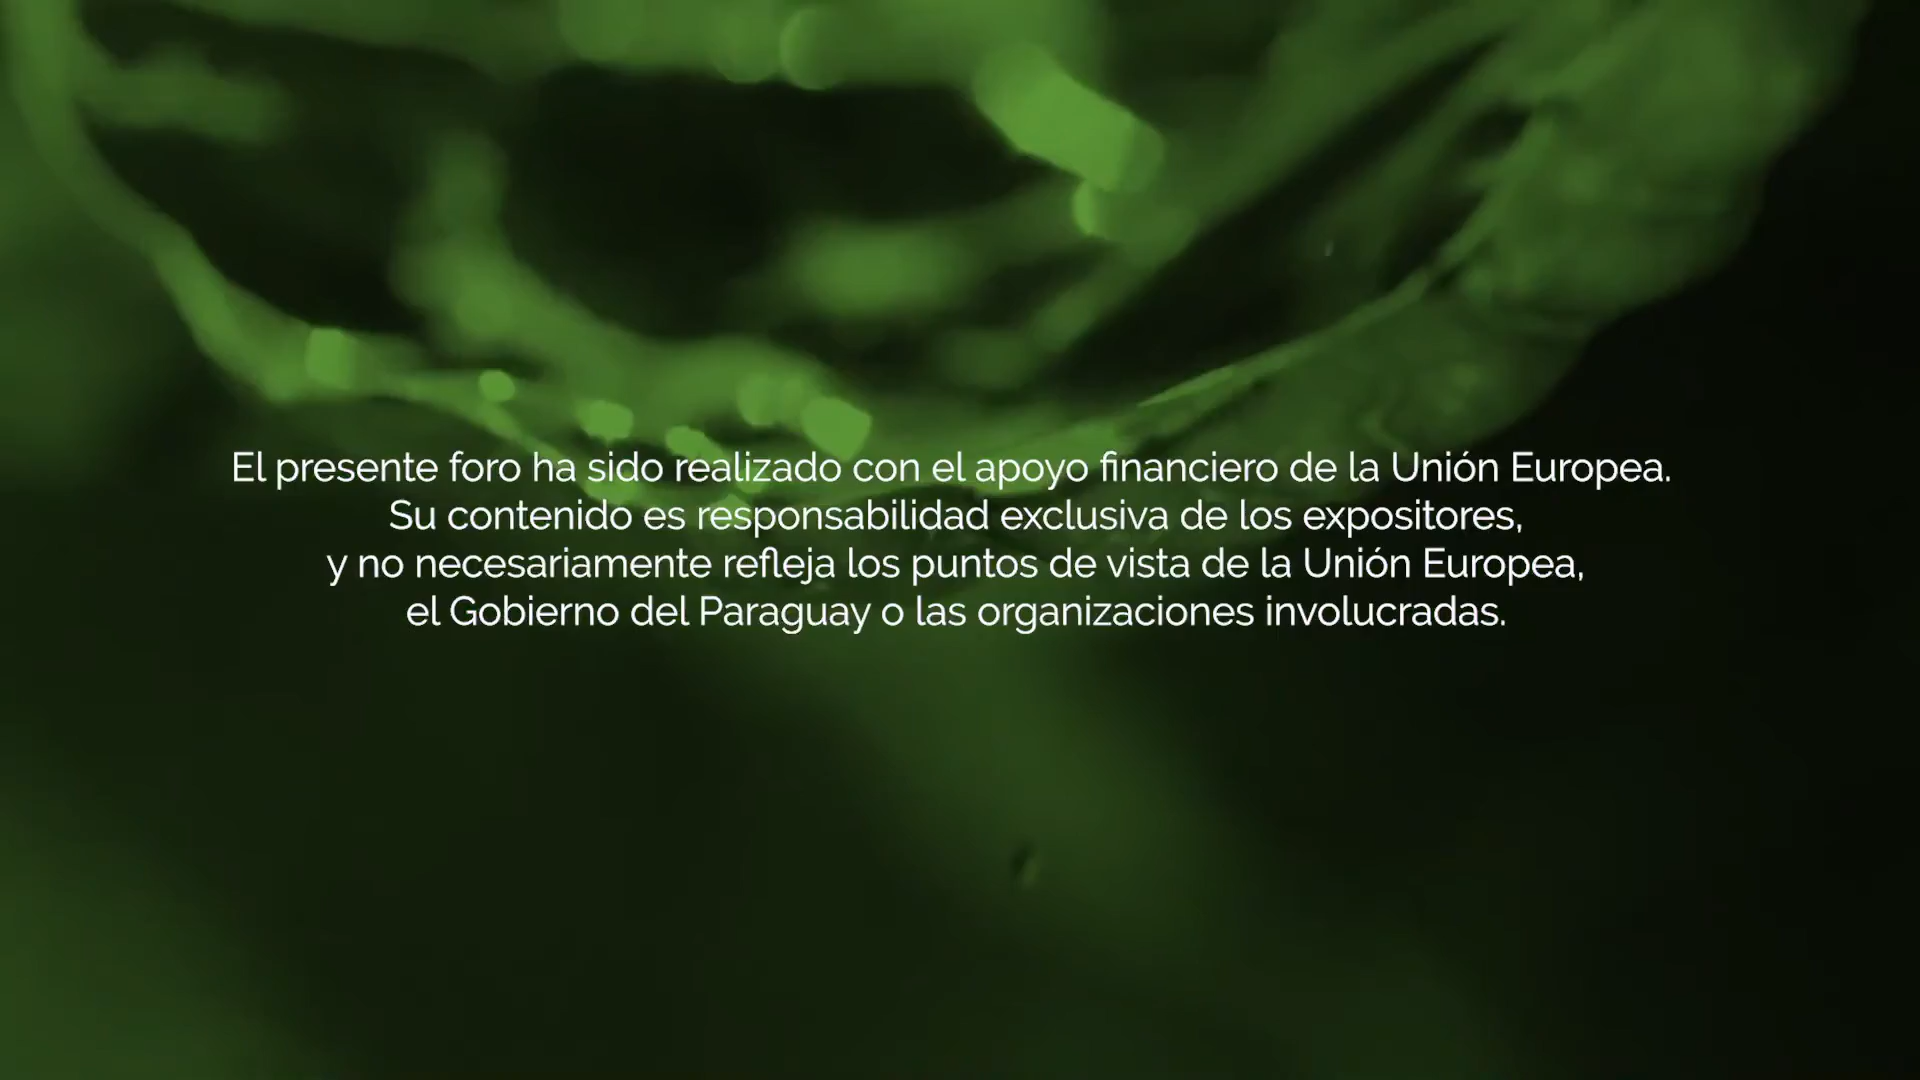 El presente foro ha sido realizado con el apoyo financiero de la Unión Europea.
Su contenido es responsabilidad exclusiva de los expositores,
y no necesariamente refleja los puntos de vista de la Unión Europea,
el Gobierno del Paraguay o las organizaciones involucradas.